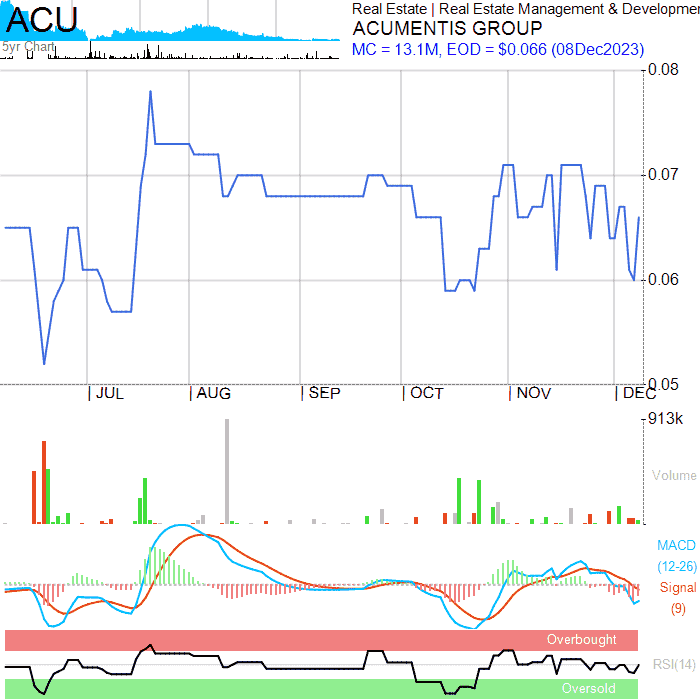 ACU
5yr Chart
Real Estate | Real Estate Management & Developmen
ACUMENTIS GROUP
MC = 13.1M, EOD = $0.066 (08Dec2023)
0.08
0.07
0.06
0.05
JUL AUG SEP OCT NOV DEC
913k
Volume
MACD
(12-26)
Signal
(9)
Overbought
RSI(14)
Oversold